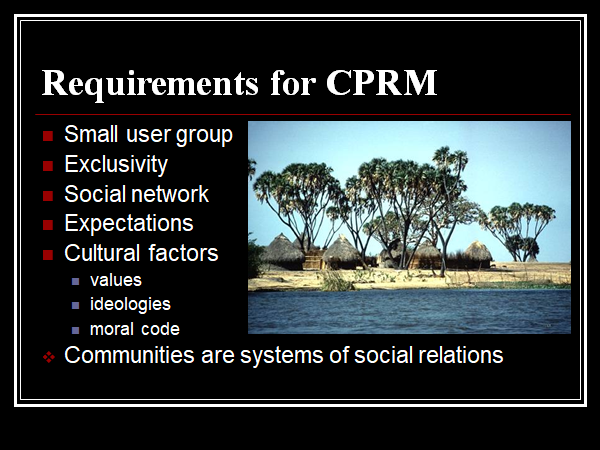 Requirements for CPRM
Small user group
Exclusivity
Social network
Expectations
Cultural factors
values
ideologies
moral code
Communities are systems of social relations